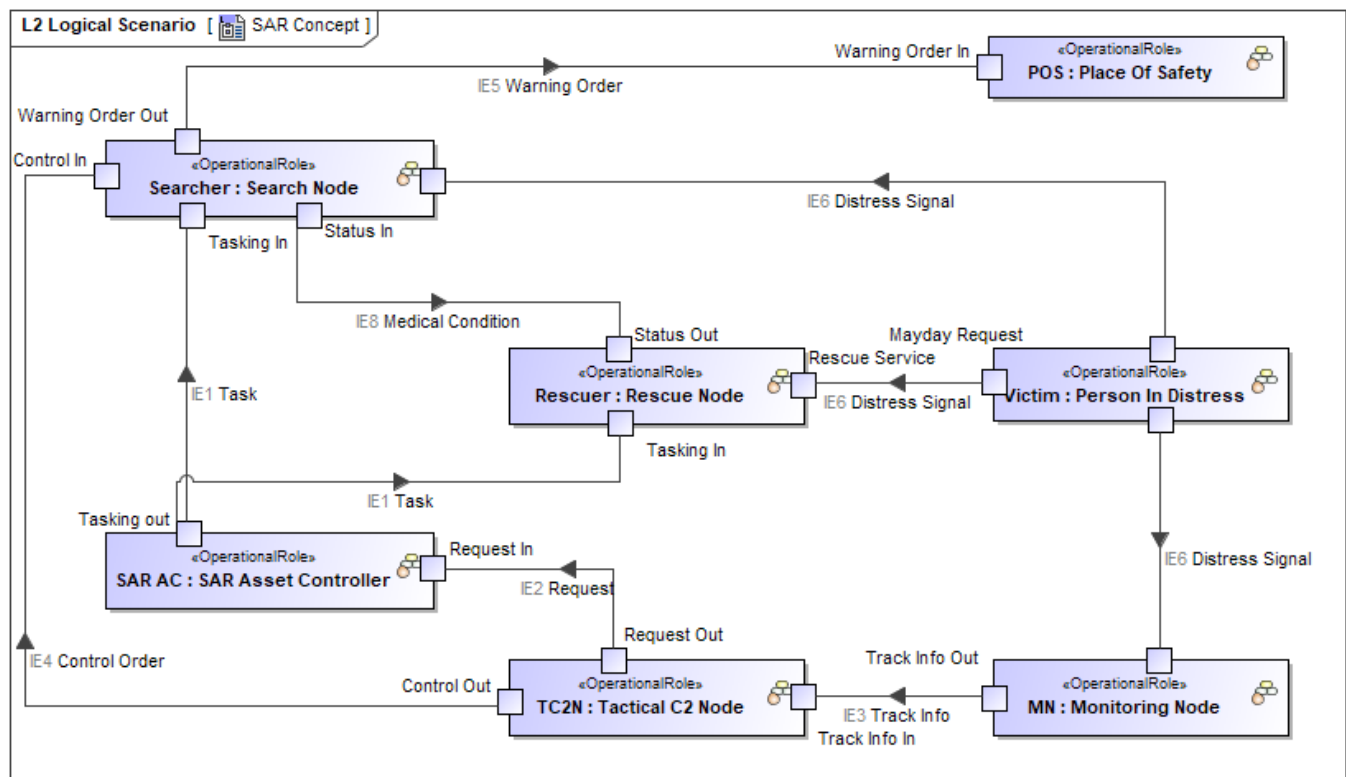 L2 Logical Scenario [ SAR Concept ]
Warning Order In
«OperationalRole»
POS : Place Of Safety
IE5 Warning Order
Warning Order Out
Control In
«OperationalRole»
Searcher : Search Node
IE6 Distress Signal
Tasking In
Status In
IE8 Medical Condition
Status Out
Mayday Request
Rescue Service
«OperationalRole»
Rescuer : Rescue Node
«OperationalRole»
Victim : Person In Distress
IE6 Distress Signal
IE1 Task
Tasking In
IE1 Task
Tasking out
«OperationalRole»
SAR AC : SAR Asset Controller
Request In
IE2 Request
IE6 Distress Signal
Request Out
IE4 Control Order
Control Out
Track Info Out
«OperationalRole»
TC2N : Tactical C2 Node
«OperationalRole»
MN : Monitoring Node
IE3 Track Info
Track Info In